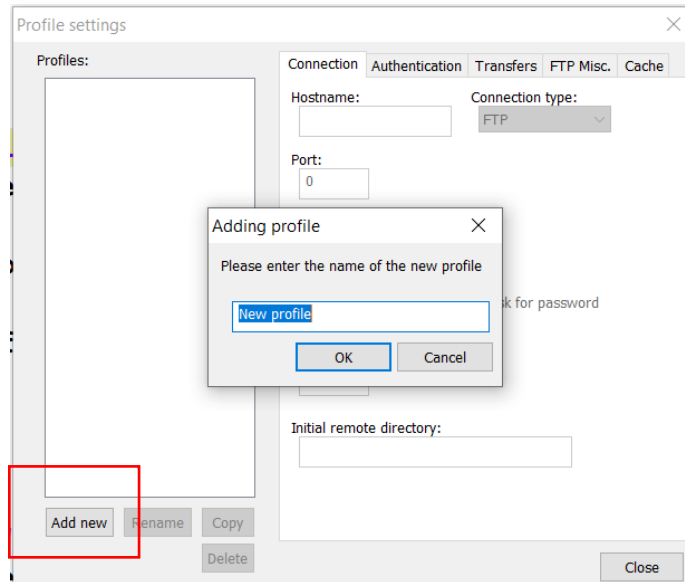 Profile settings
Profiles:
Connection Authentication Transfers FTP Misc. Cache
Hostname: Connection type:
FTP
Port:
0
Adding profile
Please enter the name of the new profile
New profile
for password
OK Cancel
Initial remote directory:
Add new Rename Copy
Delete
Close